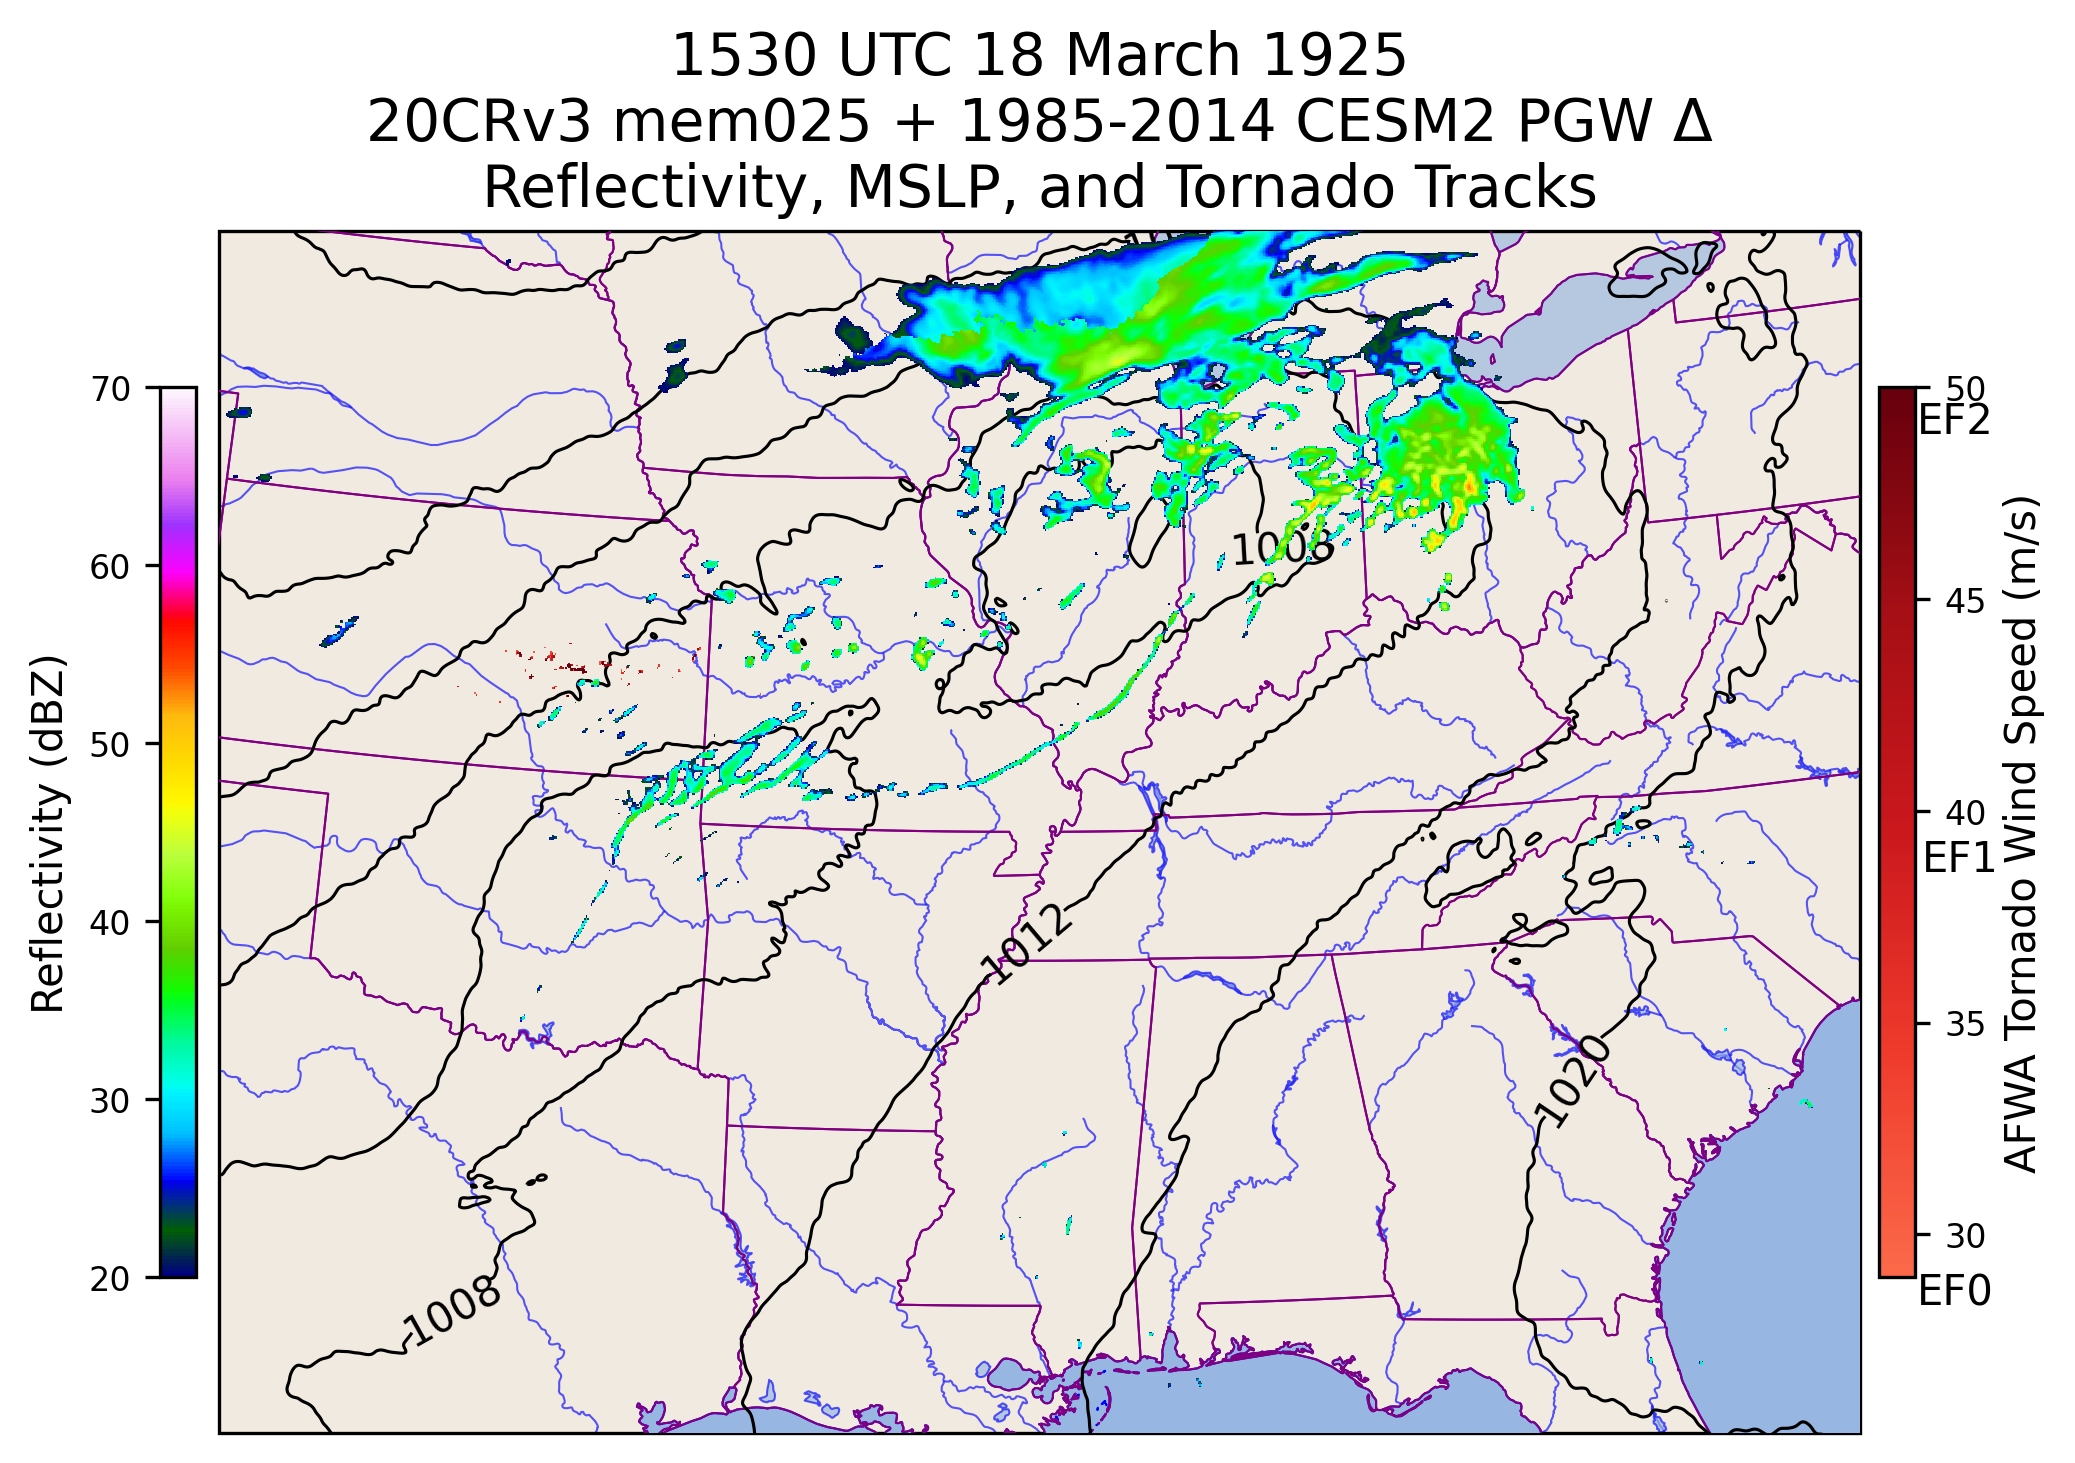 1530 UTC 18 March 1925
20CRv3 mem025 + 1985-2014 CESM2 PGW Δ
Reflectivity, MSLP, and Tornado Tracks
Reflectivity (dBZ)
70
60
50
40
30
20
1008
1012
1020
1008
50
EF2
45
40
EF1
35
30
EF0
AFWA Tornado Wind Speed (m/s)